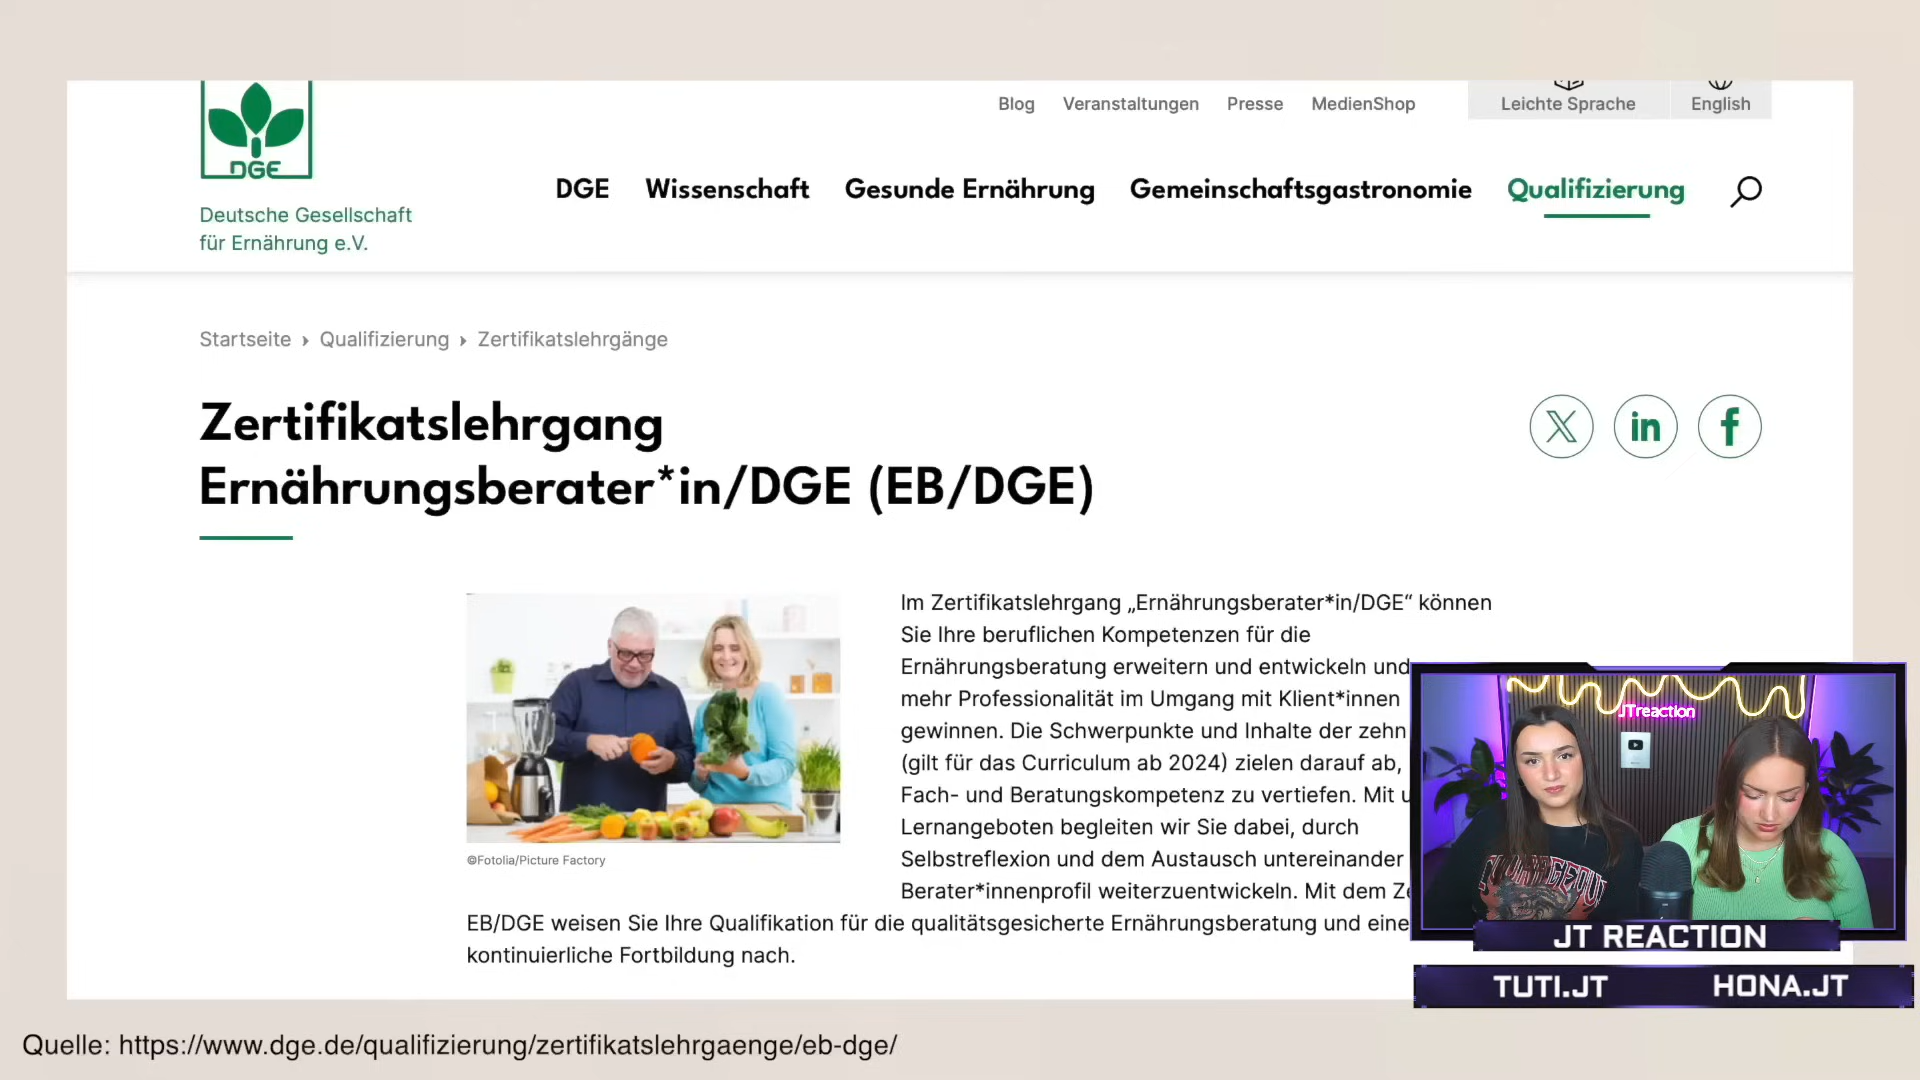 DGE
Deutsche Gesellschaft
für Ernährung e.V.
Blog Veranstaltungen Presse MedienShop Leichte Sprache English
DGE Wissenschaft Gesunde Ernährung Gemeinschaftsgastronomie Qualifizierung
Startseite › Qualifizierung › Zertifikatslehrgänge
Zertifikatslehrgang
Ernährungsberater*in/DGE (EB/DGE)
X in f
©Fotolia/Picture Factory
Im Zertifikatslehrgang „Ernährungsberater*in/DGE“ können
Sie Ihre beruflichen Kompetenzen für die
Ernährungsberatung erweitern und entwickeln und
mehr Professionalität im Umgang mit Klient*innen
gewinnen. Die Schwerpunkte und Inhalte der zehn
(gilt für das Curriculum ab 2024) zielen darauf ab,
Fach- und Beratungskompetenz zu vertiefen. Mit
Lernangeboten begleiten wir Sie dabei, durch
Selbstreflexion und dem Austausch untereinander
Berater*innenprofil weiterzuentwickeln. Mit dem
EB/DGE weisen Sie Ihre Qualifikation für die qualitätsgesicherte Ernährungsberatung und eine
kontinuierliche Fortbildung nach.
JTreaction
JT REACTION
TUTI.JT HONA.JT
Quelle: https://www.dge.de/qualifizierung/zertifikatslehrgaenge/eb-dge/